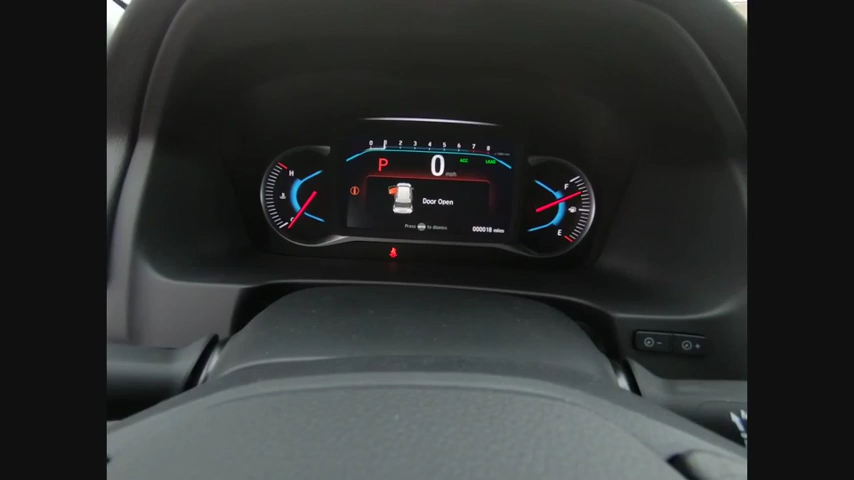 0 1 2 3 4 5 6 7 8
P 0 mph ACC LKAS
H
F
Door Open
C
E
Press to dismiss
000018 miles
- +